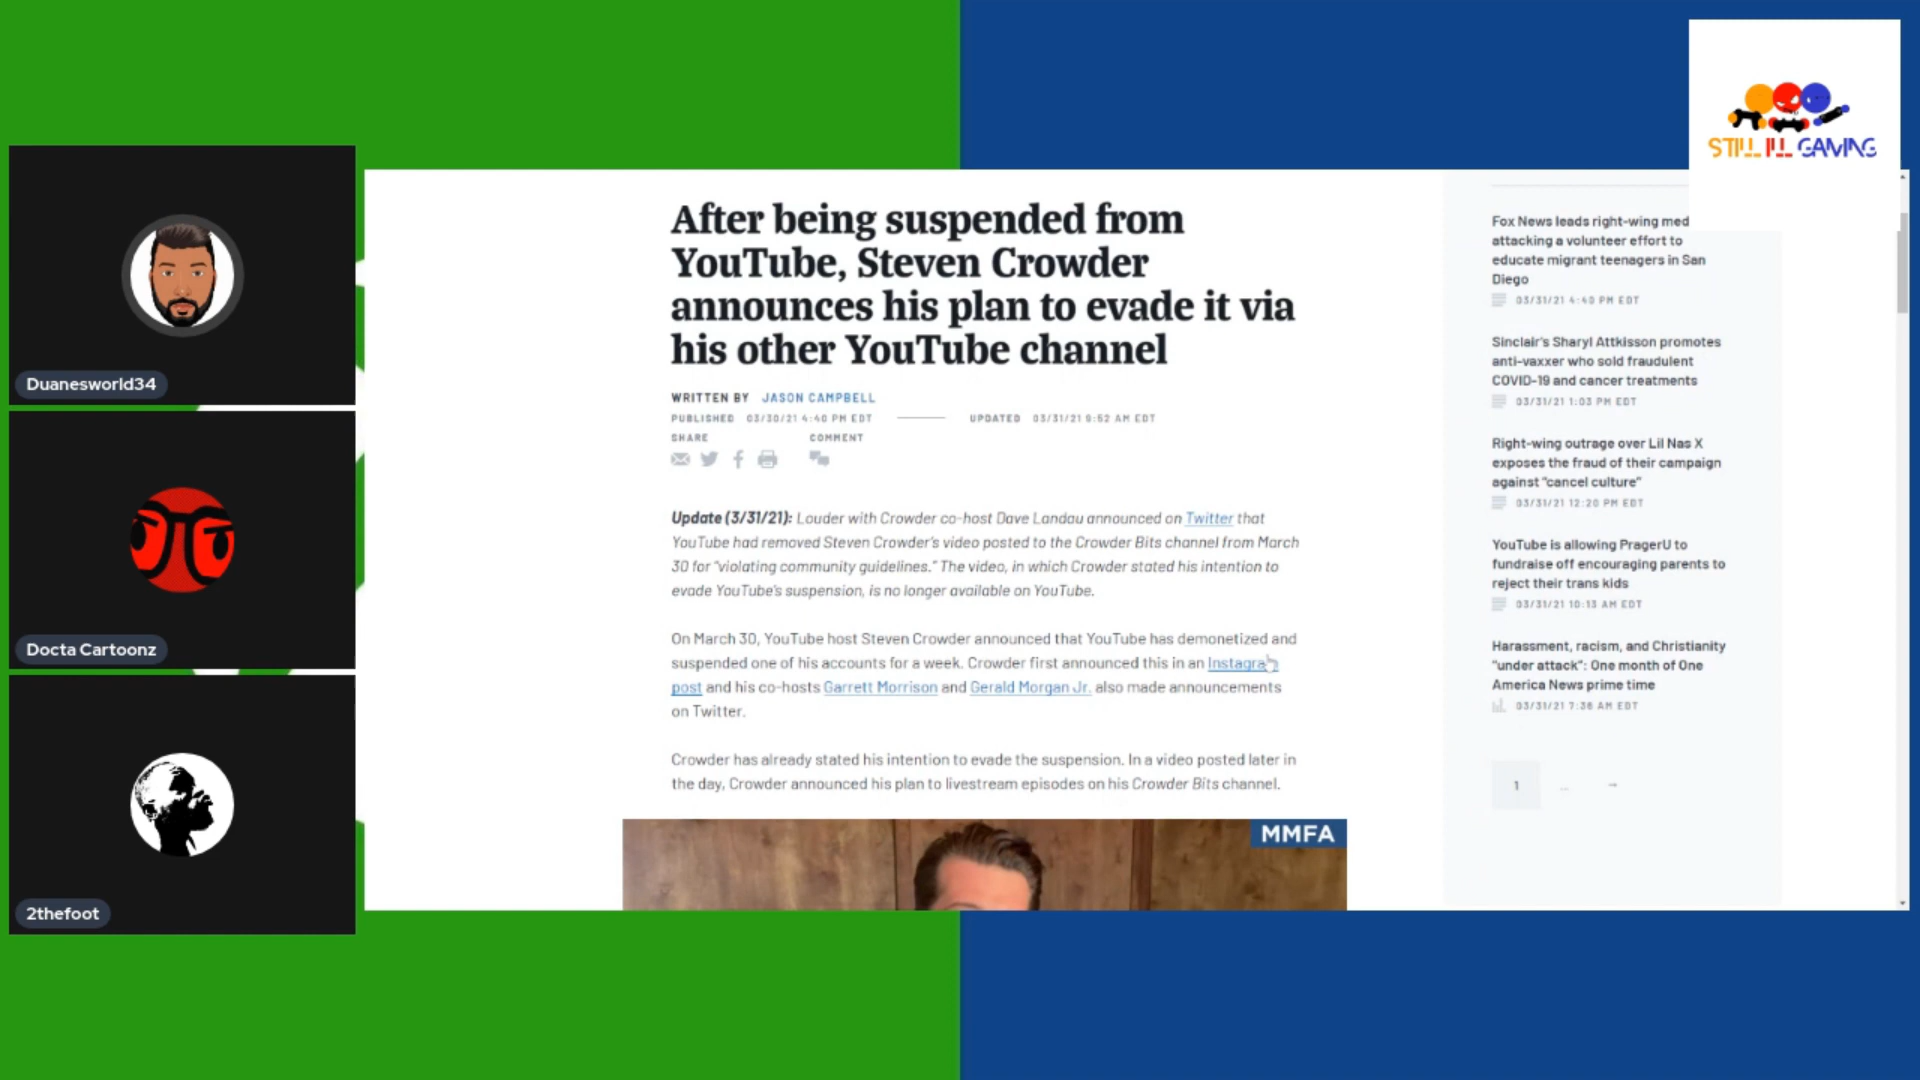 STILL ILL GAMING
Duanesworld34
Docta Cartoonz
2thefoot
After being suspended from
YouTube, Steven Crowder
announces his plan to evade it via
his other YouTube channel
WRITTEN BY JASON CAMPBELL
PUBLISHED 03/30/21 4:40 PM EDT UPDATED 03/31/21 9:52 AM EDT
SHARE COMMENT
Update (3/31/21): Louder with Crowder co-host Dave Landau announced on Twitter that
YouTube had removed Steven Crowder's video posted to the Crowder Bits channel from March
30 for "violating community guidelines." The video, in which Crowder stated his intention to
evade YouTube's suspension, is no longer available on YouTube.
On March 30, YouTube host Steven Crowder announced that YouTube has demonetized and
suspended one of his accounts for a week. Crowder first announced this in an Instagram
post and his co-hosts Garrett Morrison and Gerald Morgan Jr. also made announcements
on Twitter.
Crowder has already stated his intention to evade the suspension. In a video posted later in
the day, Crowder announced his plan to livestream episodes on his Crowder Bits channel.
MMFA
Fox News leads right-wing med
attacking a volunteer effort to
educate migrant teenagers in San
Diego
03/31/21 4:40 PM EDT
Sinclair's Sharyl Attkisson promotes
anti-vaxxer who sold fraudulent
COVID-19 and cancer treatments
03/31/21 1:03 PM EDT
Right-wing outrage over Lil Nas X
exposes the fraud of their campaign
against "cancel culture"
03/31/21 12:20 PM EDT
YouTube is allowing PragerU to
fundraise off encouraging parents to
reject their trans kids
03/31/21 10:13 AM EDT
Harassment, racism, and Christianity
"under attack": One month of One
America News prime time
03/31/21 7:36 AM EDT
1 ... →